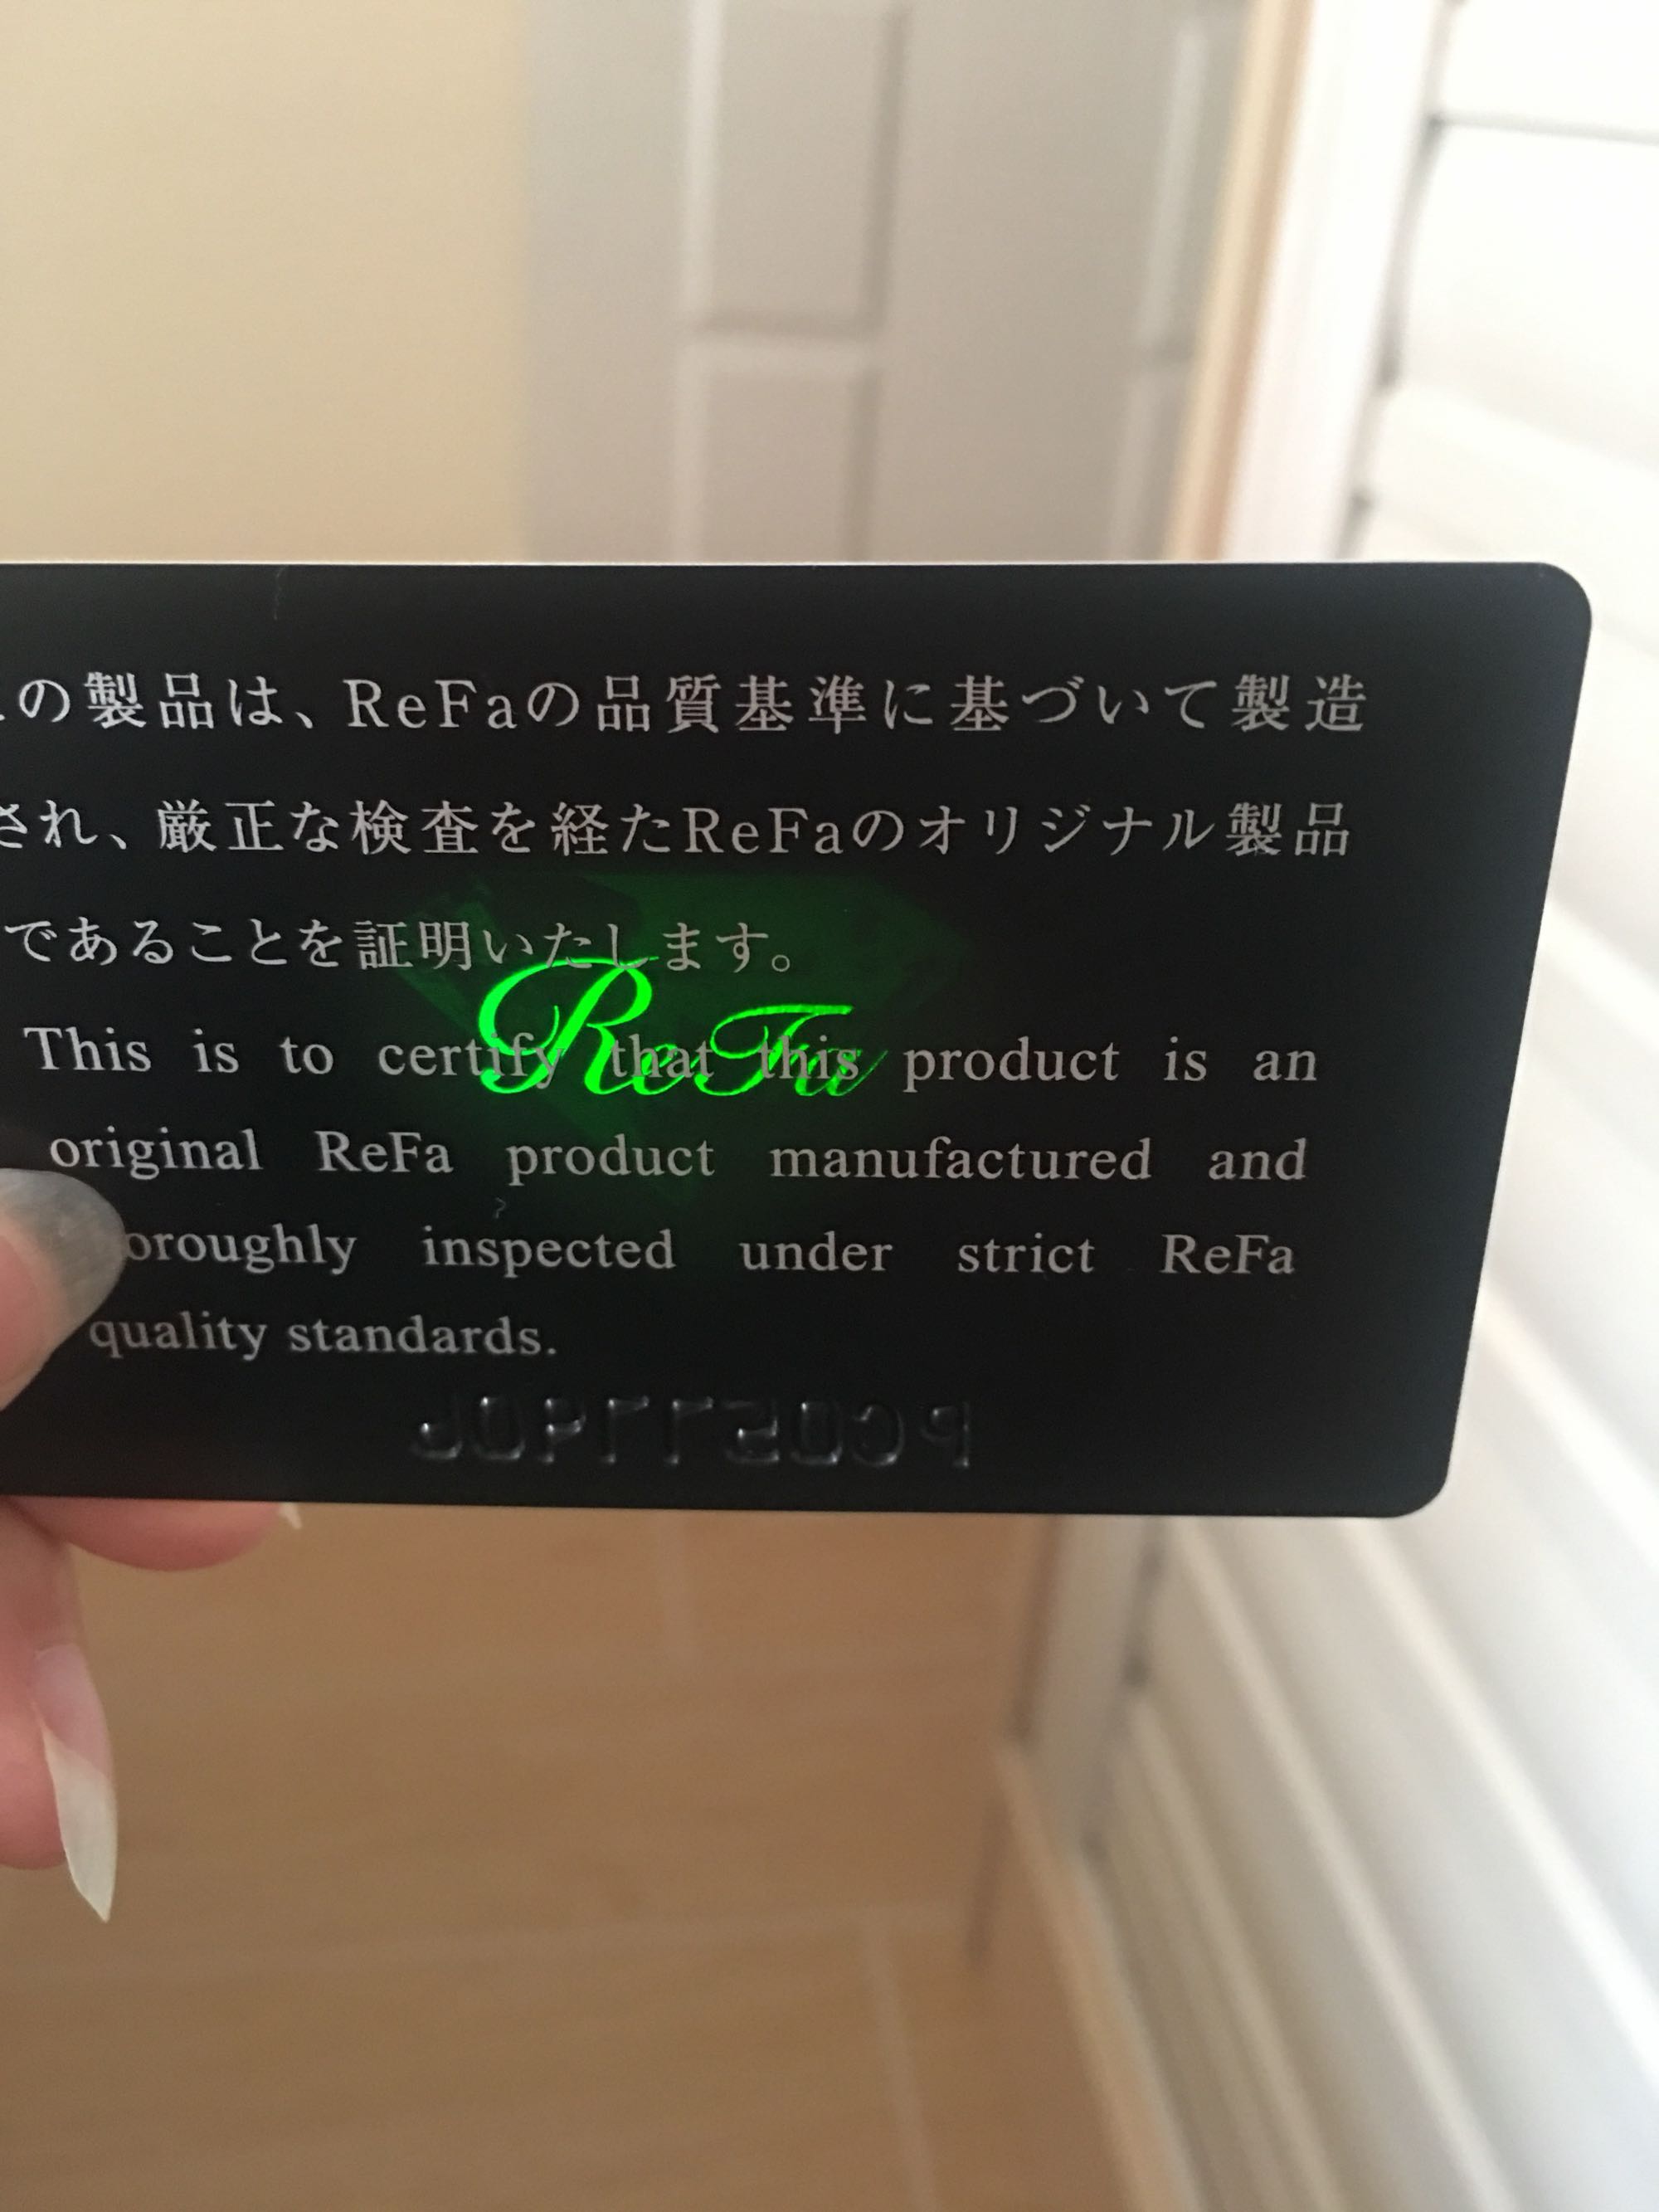 の製品は、ReFaの品質基準に基づいて製造
され、厳正な検査を経たReFaのオリジナル製品
であることを証明いたします。
ReFa
This is to certify that this product is an
original ReFa product manufactured and
oroughly inspected under strict ReFa
quality standards.